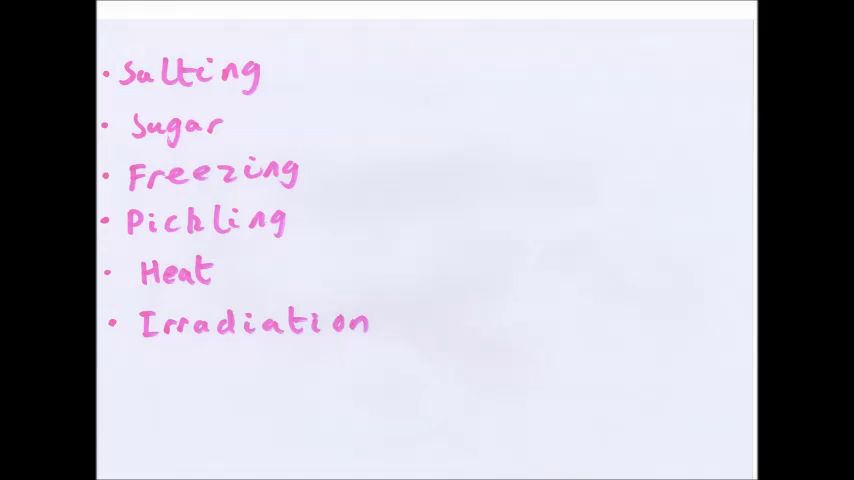 • Salting
• Sugar
• Freezing
• Pickling
• Heat
• Irradiation